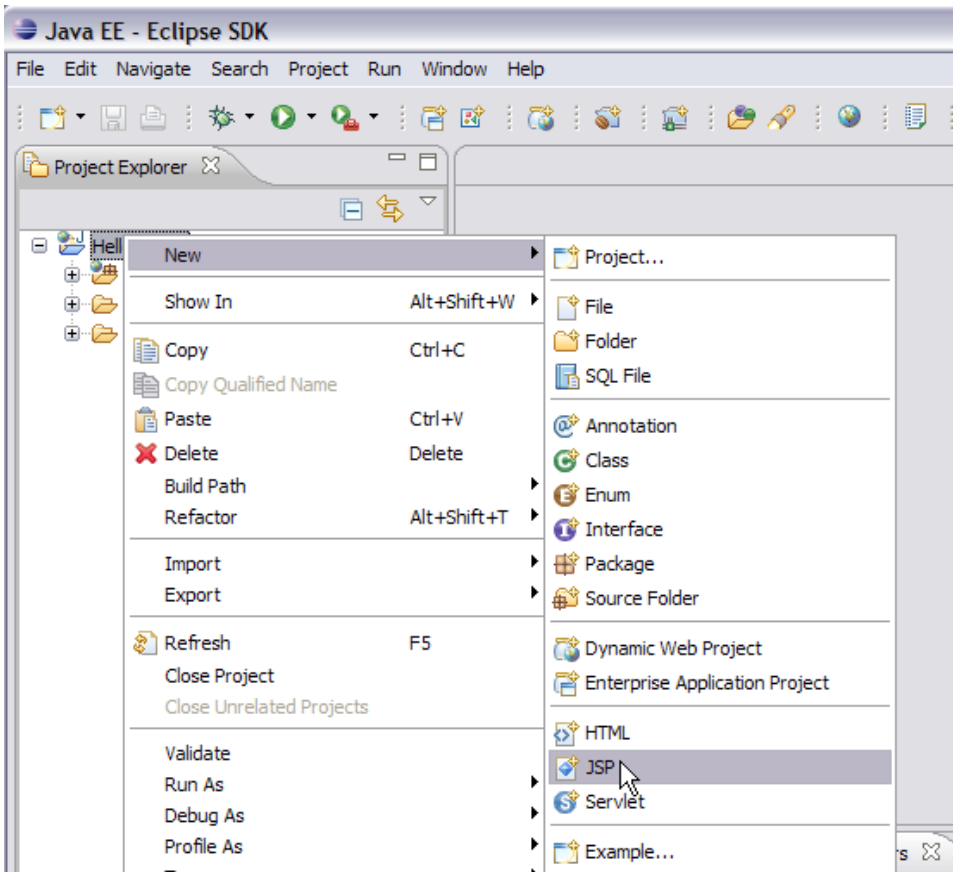 Java EE - Eclipse SDK
File Edit Navigate Search Project Run Window Help
Project Explorer
Hell
New
Show In Alt+Shift+W
Copy Ctrl+C
Copy Qualified Name
Paste Ctrl+V
Delete Delete
Build Path
Refactor Alt+Shift+T
Import
Export
Refresh F5
Close Project
Close Unrelated Projects
Validate
Run As
Debug As
Profile As
Project...
File
Folder
SQL File
Annotation
Class
Enum
Interface
Package
Source Folder
Dynamic Web Project
Enterprise Application Project
HTML
JSP
Servlet
Example...
rs